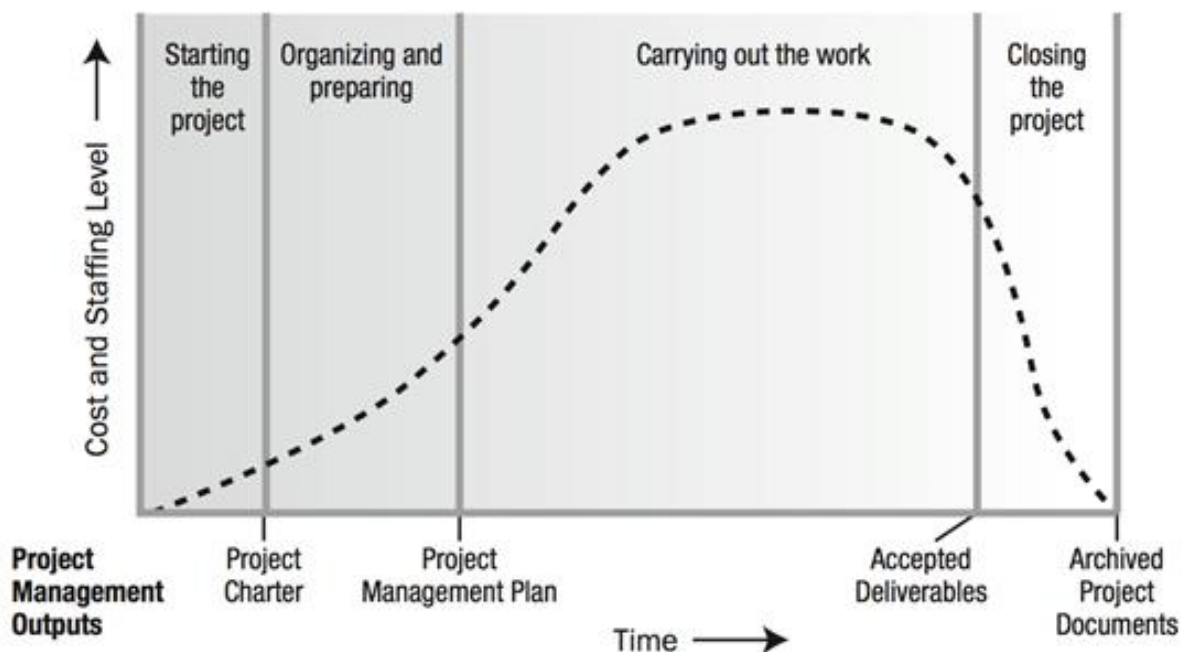 Starting
the
project
Organizing and
preparing
Carrying out the work
Closing
the
project
Cost and Staffing Level
Project
Management
Outputs
Project
Charter
Project
Management Plan
Accepted
Deliverables
Archived
Project
Documents
Time